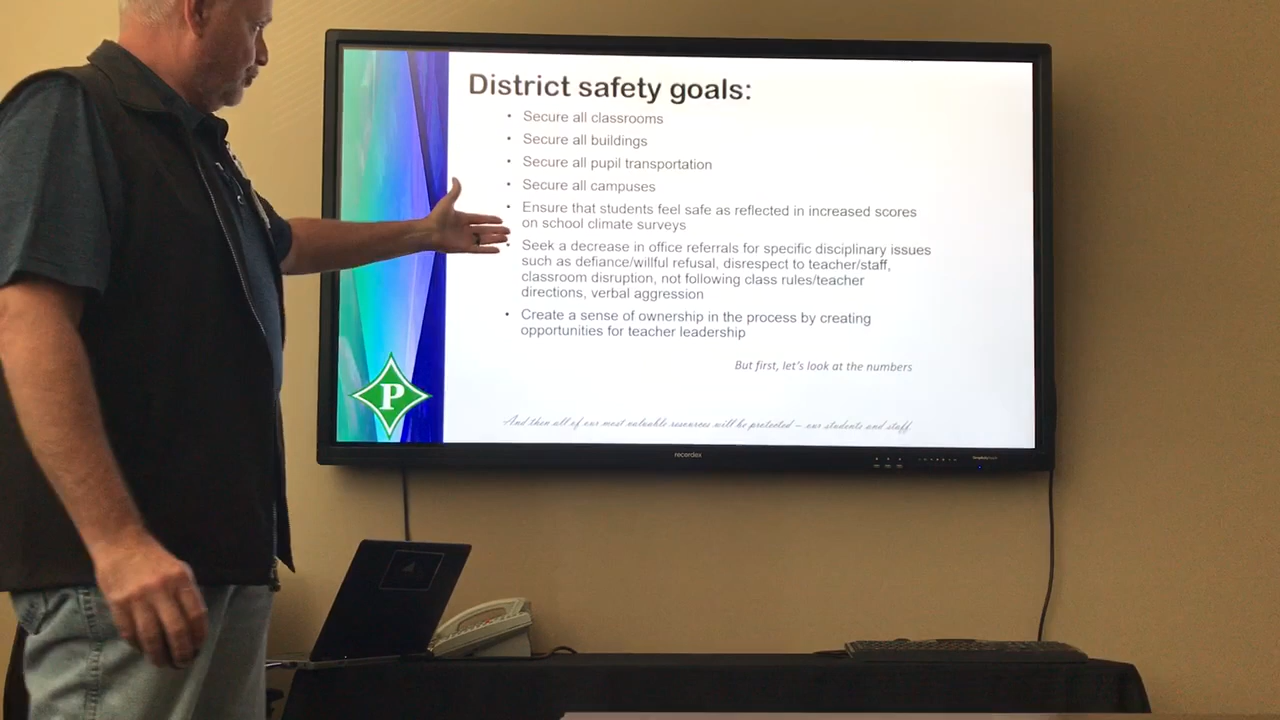 District safety goals:
• Secure all classrooms
• Secure all buildings
• Secure all pupil transportation
• Secure all campuses
• Ensure that students feel safe as reflected in increased scores
on school climate surveys
• Seek a decrease in office referrals for specific disciplinary issues
such as defiance/willful refusal, disrespect to teacher/staff,
classroom disruption, not following class rules/teacher
directions, verbal aggression
• Create a sense of ownership in the process by creating
opportunities for teacher leadership
But first, let's look at the numbers
P
And then all of our most valuable resources will be protected – our students and staff
recordex